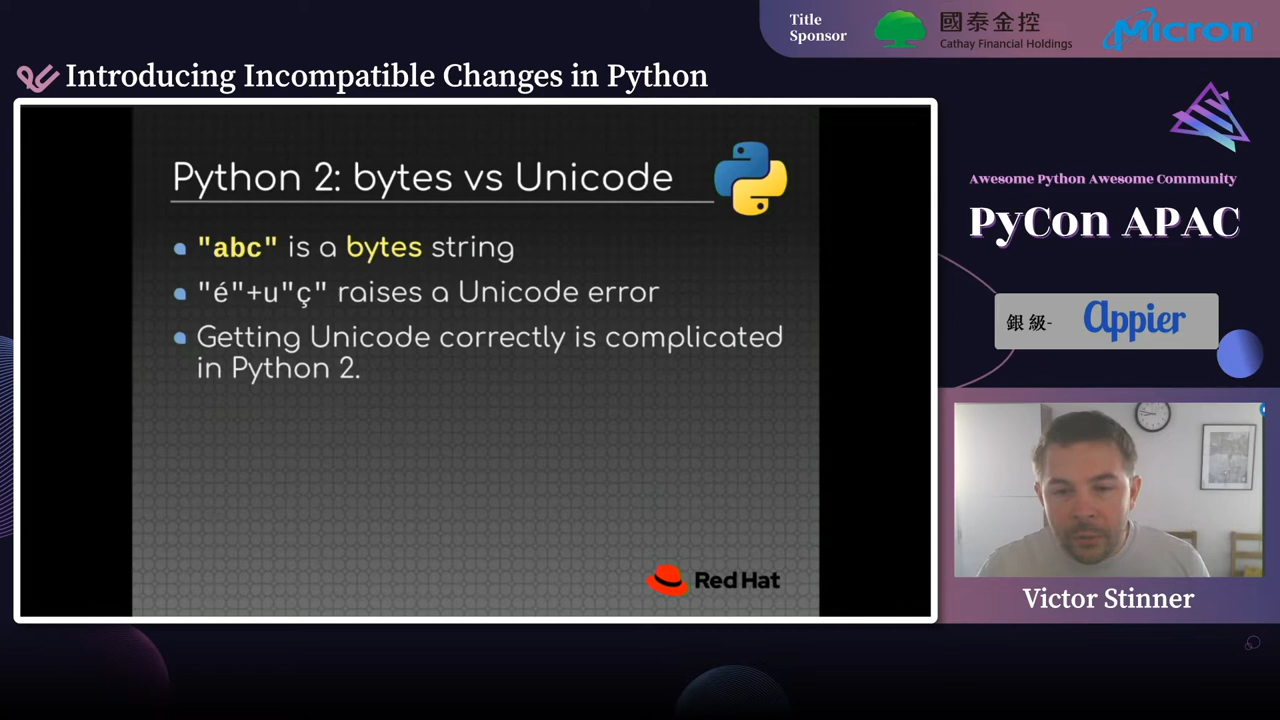 Title
Sponsor
國泰金控
Cathay Financial Holdings
Micron
Introducing Incompatible Changes in Python
Python 2: bytes vs Unicode
"abc" is a bytes string
"é"+u"ç" raises a Unicode error
Getting Unicode correctly is complicated
in Python 2.
Red Hat
Awesome Python Awesome Community
PyCon APAC
銀級-
Appier
Victor Stinner